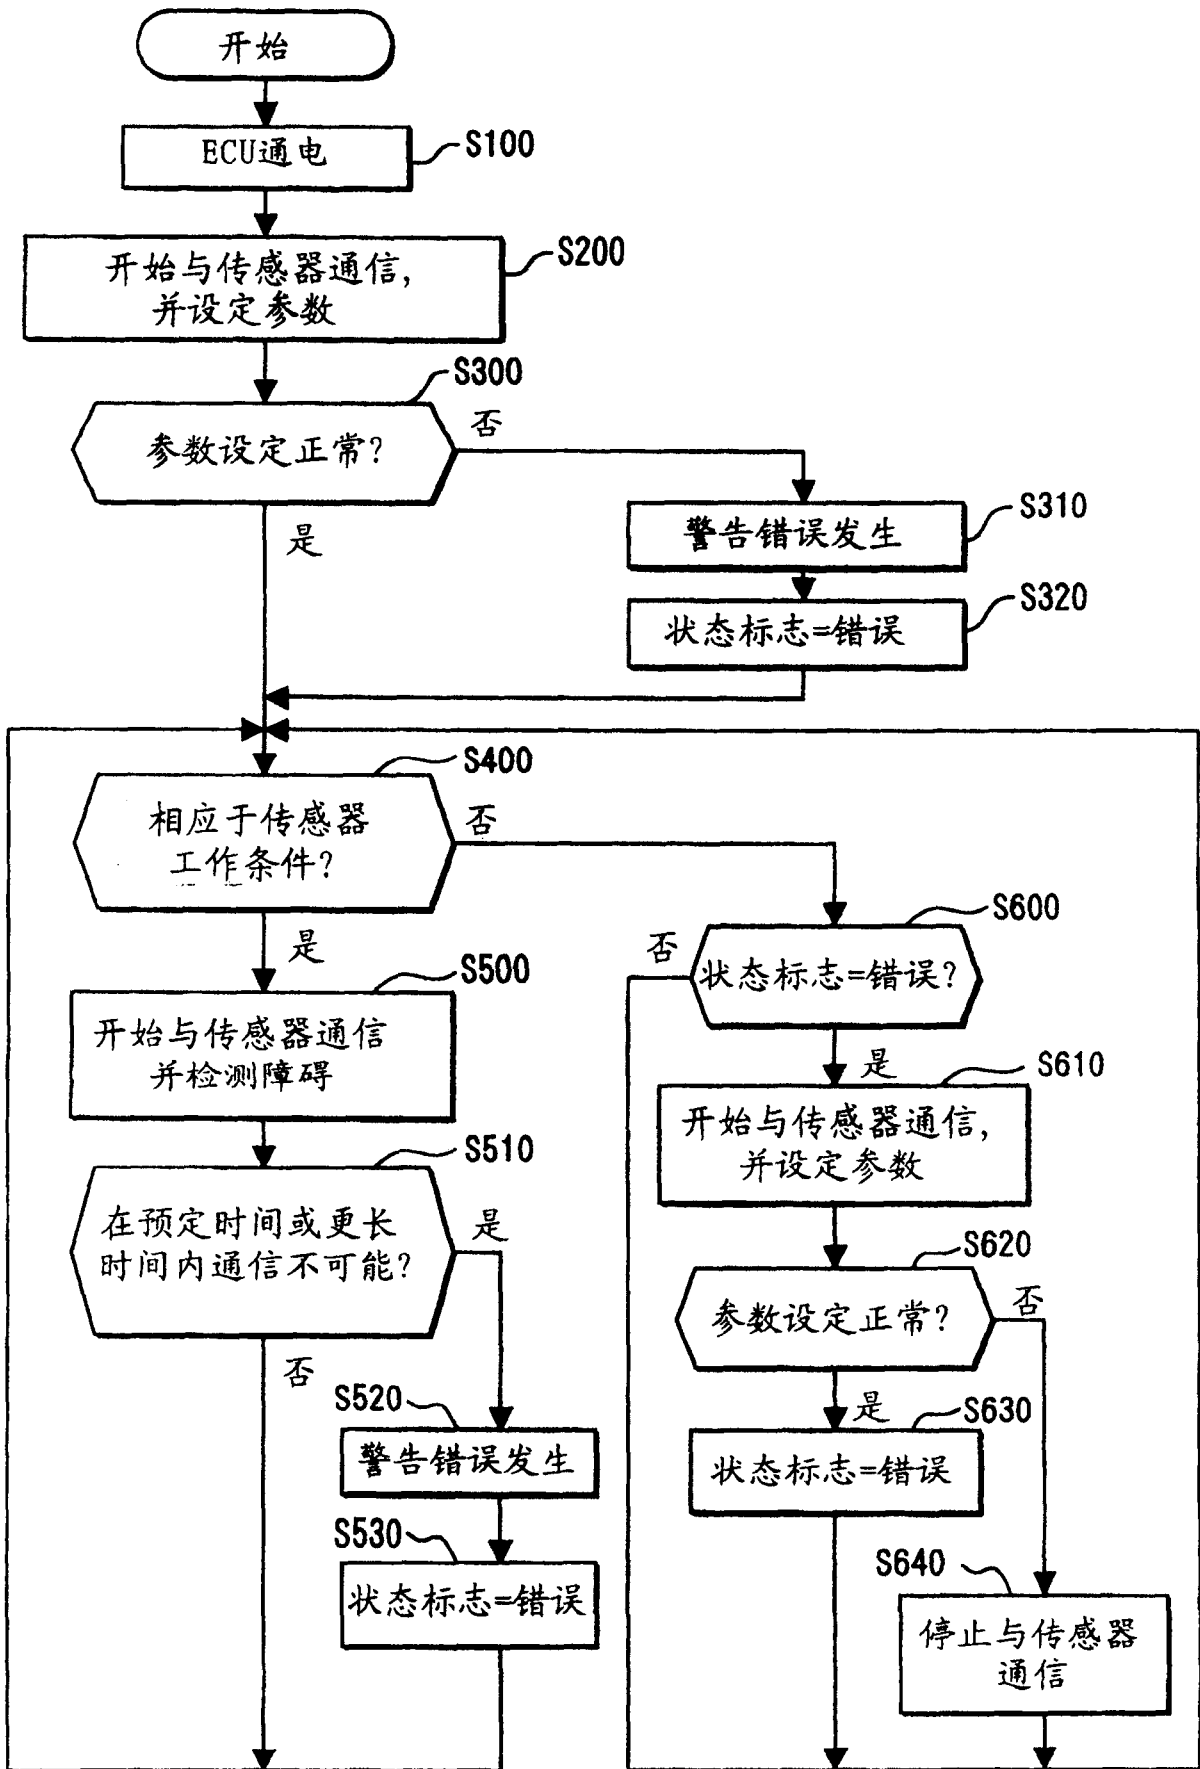 开始
ECU通电
S100
开始与传感器通信,
并设定参数
S200
S300
参数设定正常?
否
是
警告错误发生
S310
状态标志=错误
S320
S400
相应于传感器
工作条件?
否
是
S500
开始与传感器通信
并检测障碍
S510
在预定时间或更长
时间内通信不可能?
是
否
S520
警告错误发生
S530
状态标志=错误
S600
否
状态标志=错误?
是
S610
开始与传感器通信,
并设定参数
S620
参数设定正常?
否
是
S630
状态标志=错误
S640
停止与传感器
通信